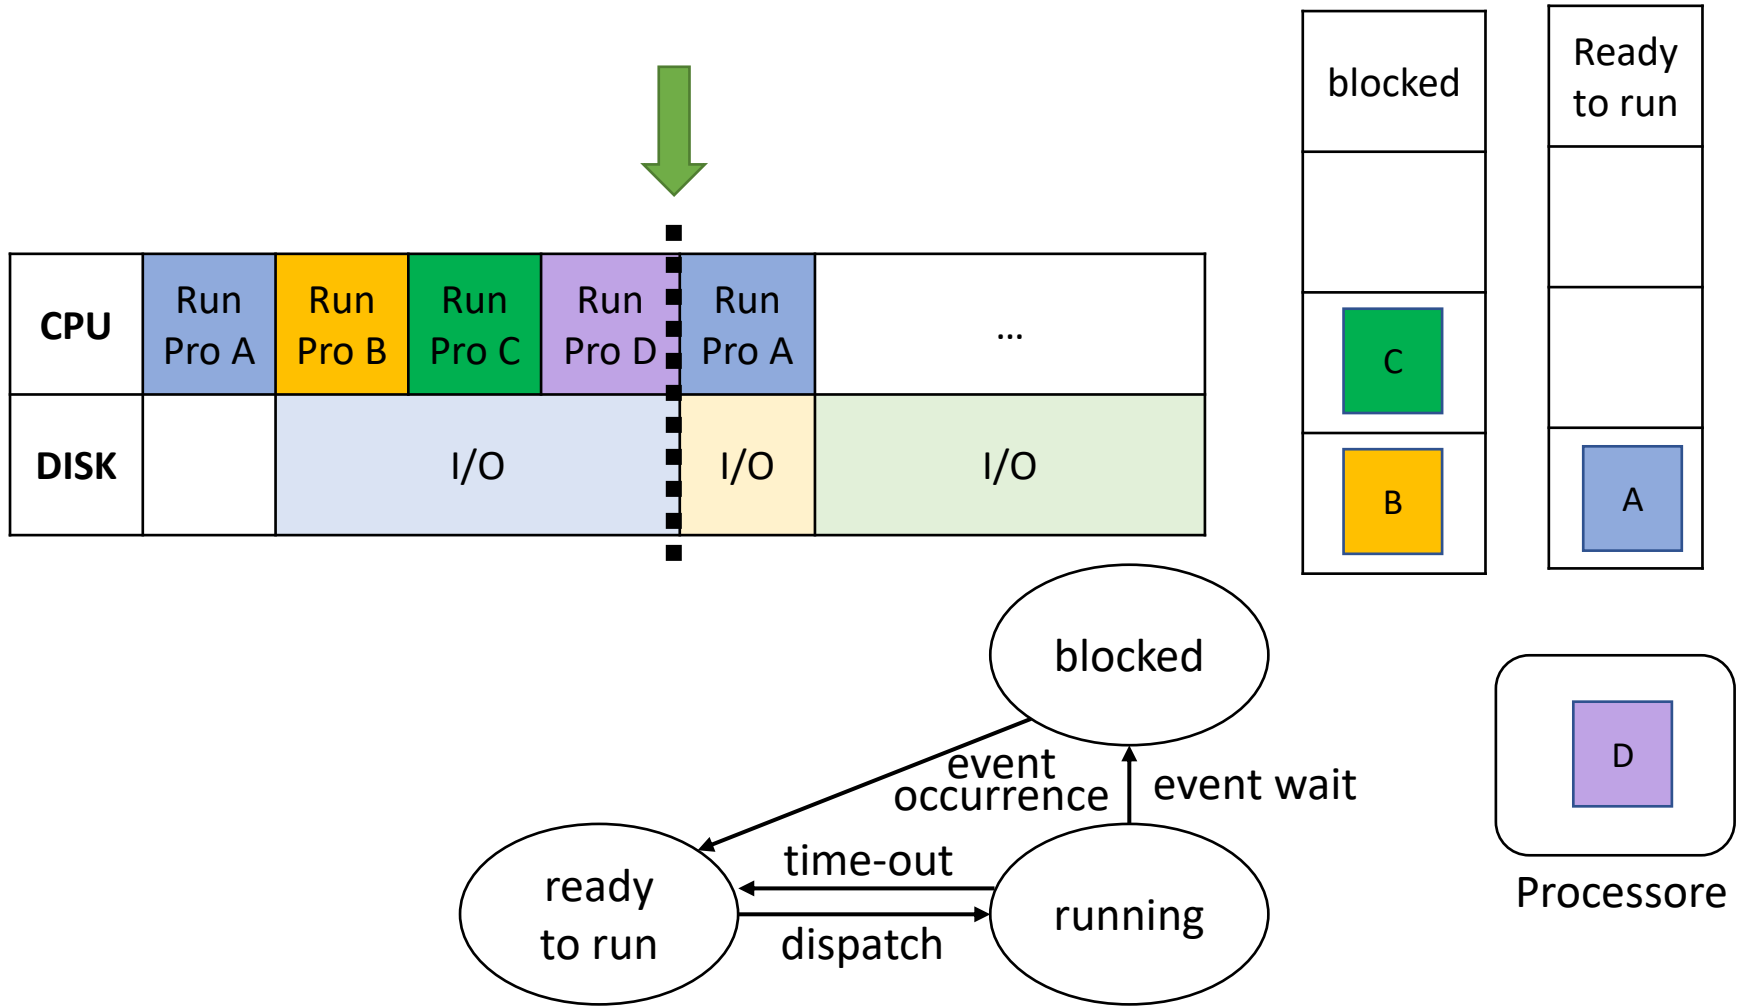 blocked
Ready
to run
CPU
Run
Pro A
Run
Pro B
Run
Pro C
Run
Pro D
Run
Pro A
...
DISK
I/O
I/O
I/O
C
B
A
blocked
event
occurrence
event wait
time-out
ready
to run
running
dispatch
D
Processore